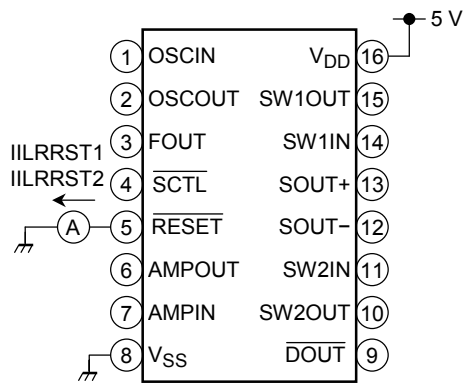 5 V
1 OSCIN
VDD 16
2 OSCOUT
SW1OUT 15
IILRRST1
IILRRST2
3 FOUT
SW1IN 14
4 SCTL
SOUT+ 13
A
5 RESET
SOUT− 12
6 AMPOUT
SW2IN 11
7 AMPIN
SW2OUT 10
8 VSS
DOUT 9